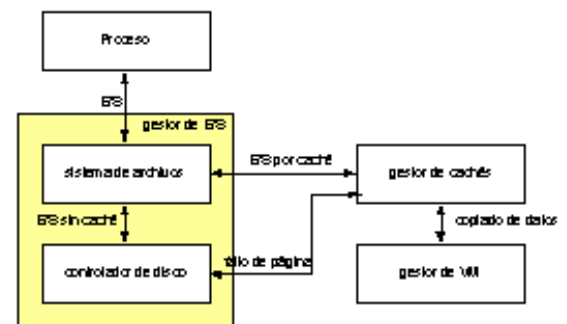 Proceso
E/S
gestor de E/S
sistema de archivos
E/S por caché
gestor de cachés
E/S sin caché
copiado de datos
fallo de página
controlador de disco
gestor de VM